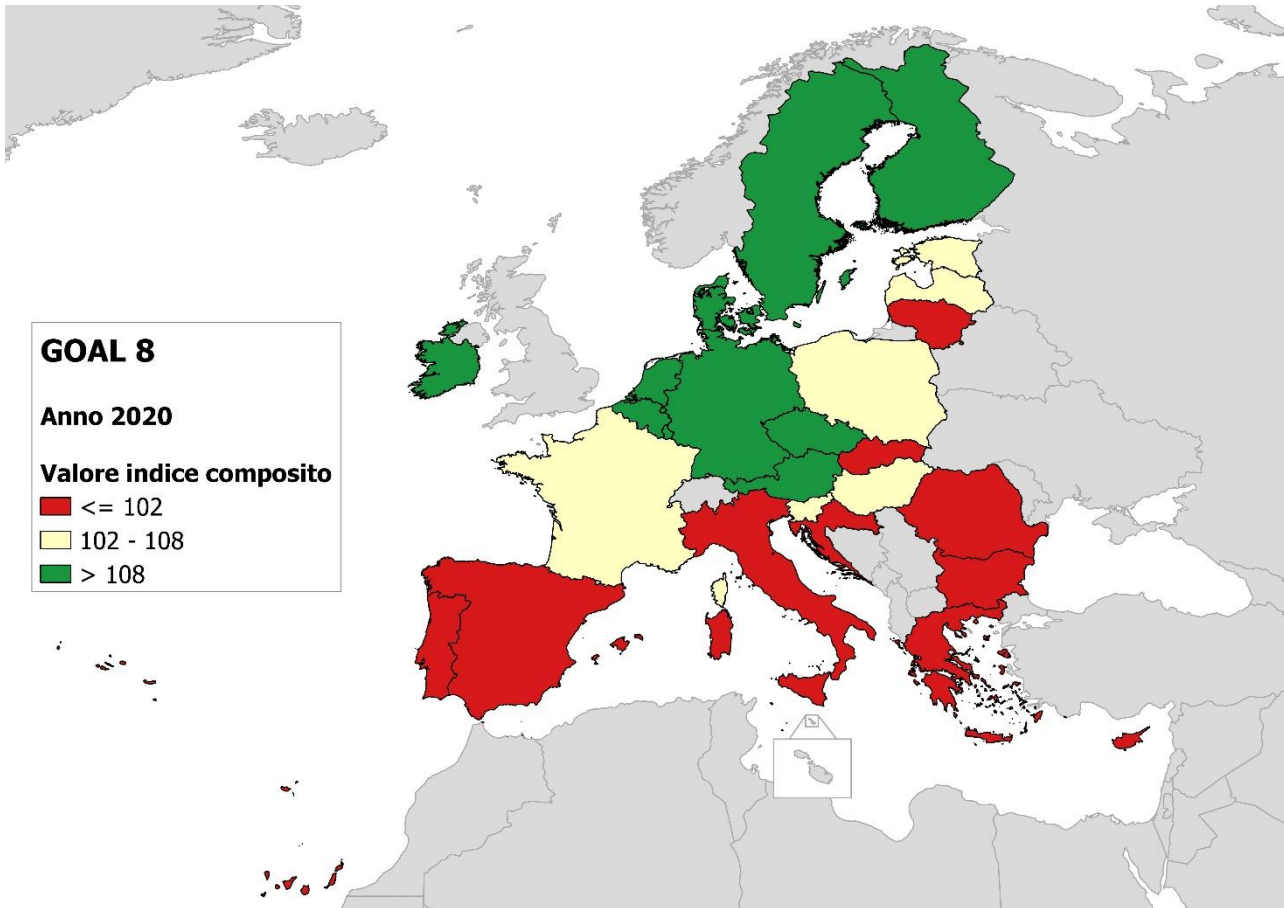 GOAL 8
Anno 2020
Valore indice composito
<= 102
102 - 108
> 108